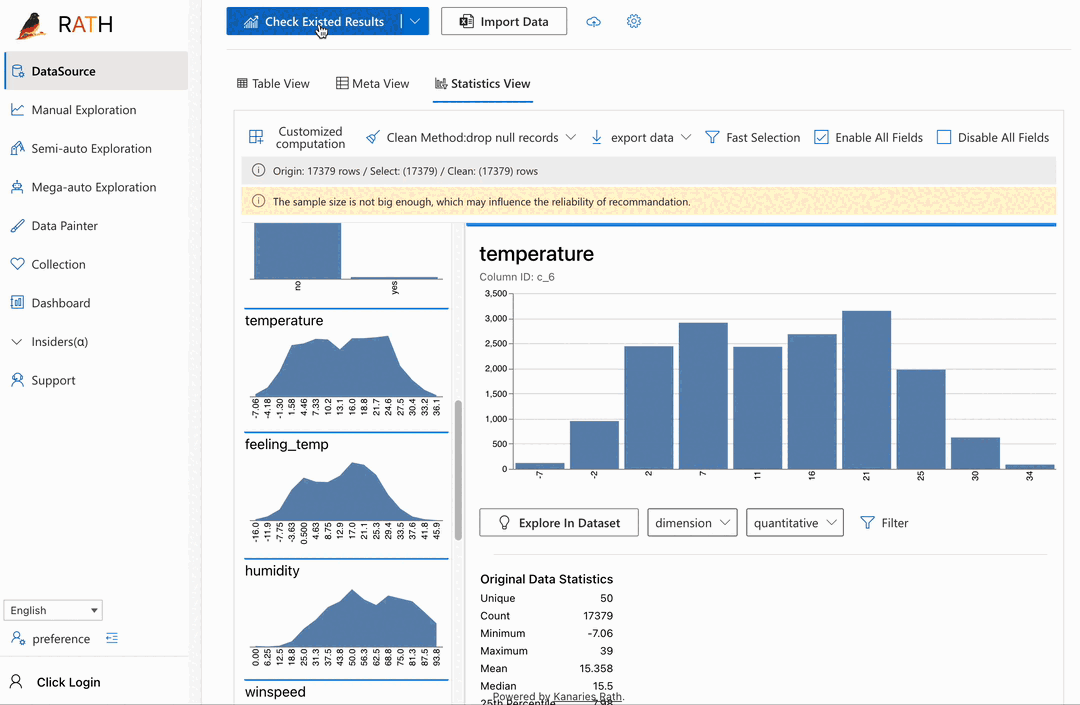 RATH
DataSource
Manual Exploration
Semi-auto Exploration
Mega-auto Exploration
Data Painter
Collection
Dashboard
Insiders(α)
Support
English
preference
Click Login
Check Existed Results
Import Data
Table View
Meta View
Statistics View
Customized
computation
Clean Method:drop null records
export data
Fast Selection
Enable All Fields
Disable All Fields
Origin: 17379 rows / Select: (17379) / Clean: (17379) rows
The sample size is not big enough, which may influence the reliability of recommandation.
no yes
temperature
-7.06 -4.18 -1.30 1.58 4.46 7.33 10.2 13.1 16.0 18.8 21.7 24.6 27.5 30.4 33.2 36.1
feeling_temp
-16.0 -11.9 -7.75 -3.63 0.500 4.63 8.75 12.9 17.0 21.1 25.3 29.4 33.5 37.6 41.8 45.9
humidity
0.00 6.25 12.5 18.8 25.0 31.3 37.5 43.8 50.0 56.3 62.5 68.8 75.0 81.3 87.5 93.8
winspeed
temperature
Column ID: c_6
3,500
3,000
2,500
2,000
1,500
1,000
500
0
-7 -2 2 7 11 16 21 25 30 34
Explore In Dataset
dimension
quantitative
Filter
Original Data Statistics
Unique 50
Count 17379
Minimum -7.06
Maximum 39
Mean 15.358
Median 15.5
Powered by Kanaries Rath.
25th Percentile 7.98